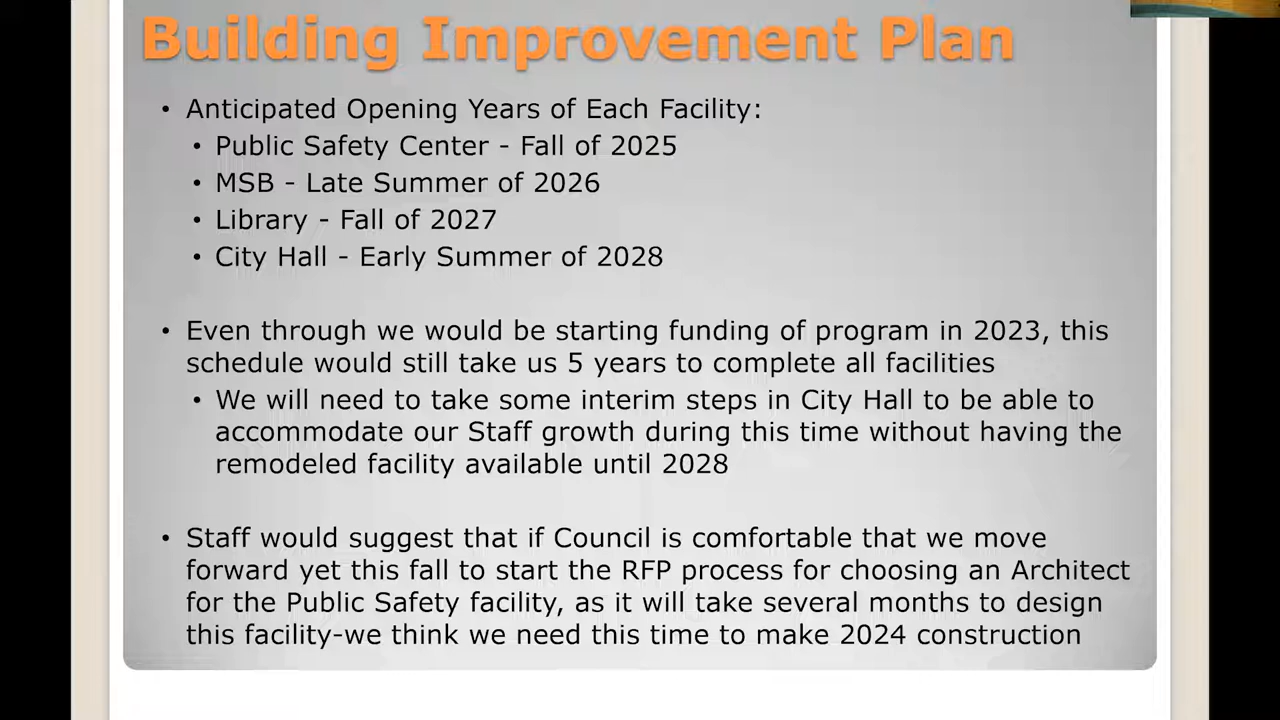 Building Improvement Plan
• Anticipated Opening Years of Each Facility:
• Public Safety Center - Fall of 2025
• MSB - Late Summer of 2026
• Library - Fall of 2027
• City Hall - Early Summer of 2028
• Even through we would be starting funding of program in 2023, this
schedule would still take us 5 years to complete all facilities
• We will need to take some interim steps in City Hall to be able to
accommodate our Staff growth during this time without having the
remodeled facility available until 2028
• Staff would suggest that if Council is comfortable that we move
forward yet this fall to start the RFP process for choosing an Architect
for the Public Safety facility, as it will take several months to design
this facility-we think we need this time to make 2024 construction